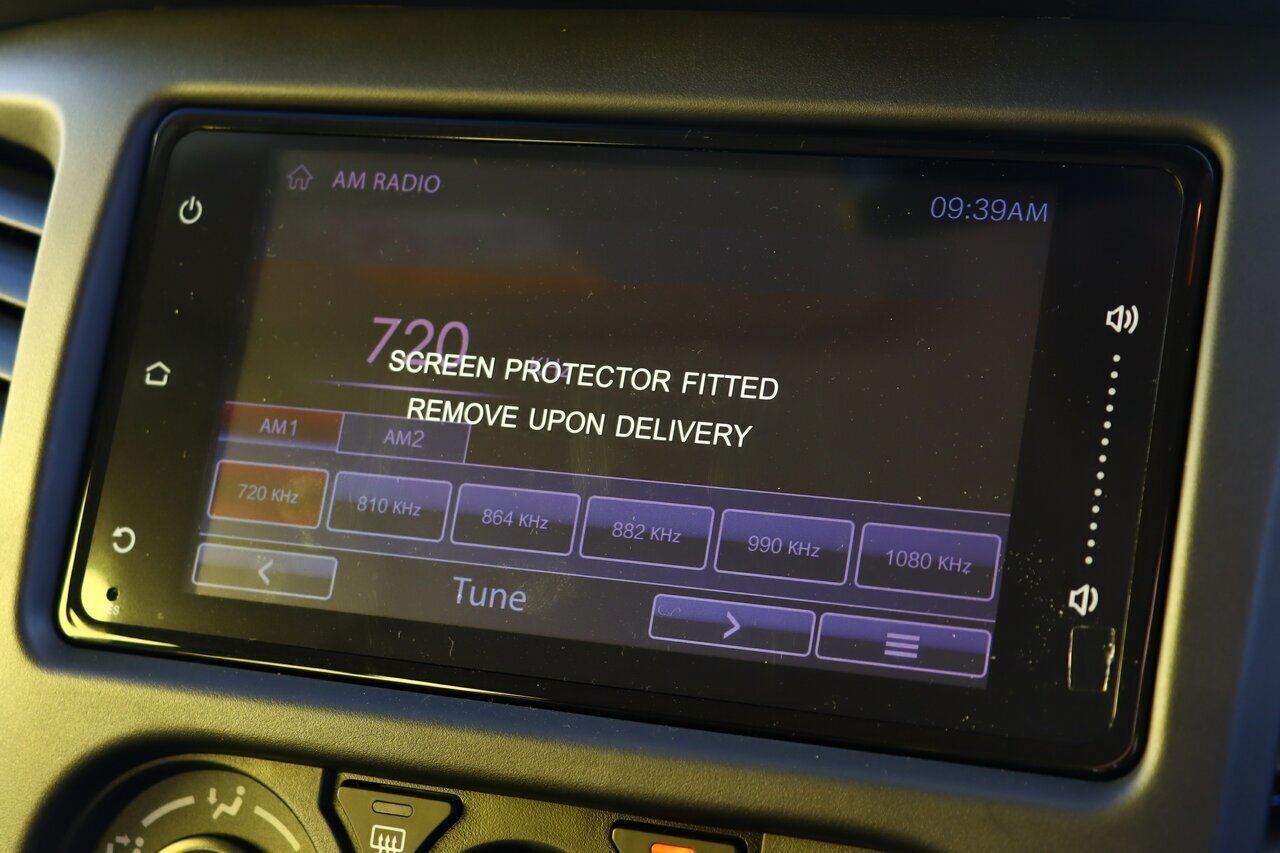 AM RADIO
09:39AM
720 KHz
SCREEN PROTECTOR FITTED
REMOVE UPON DELIVERY
AM1 AM2
720 KHz 810 KHz 864 KHz 882 KHz 990 KHz 1080 KHz
Tune